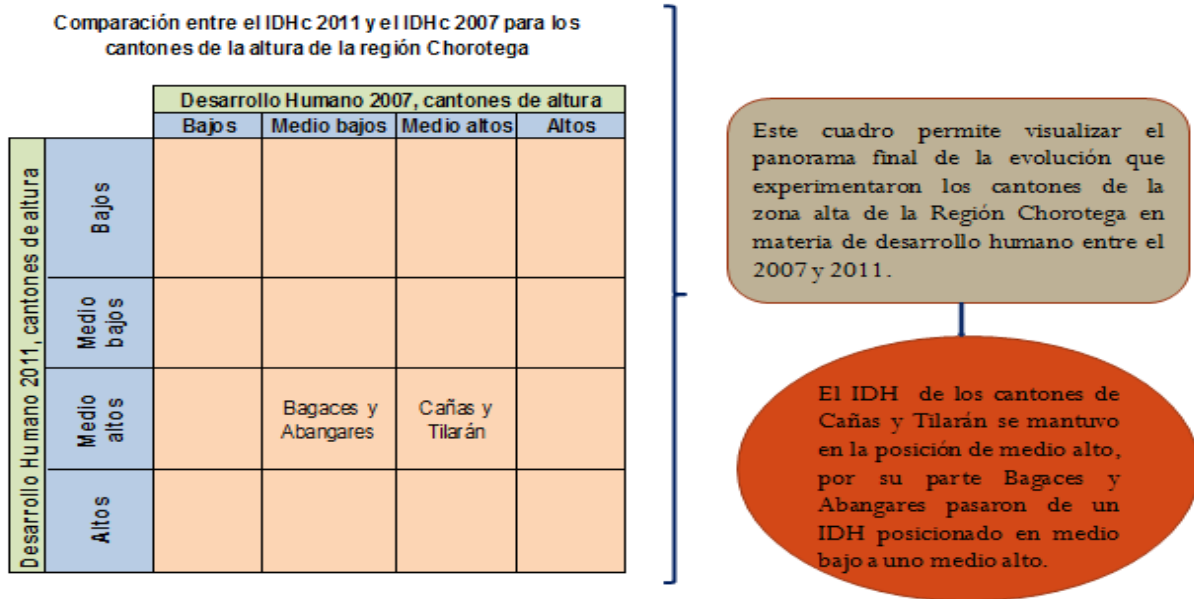 Comparación entre el IDHc 2011 y el IDHc 2007 para los
cantones de la altura de la región Chorotega
Desarrollo Humano 2007, cantones de altura
Bajos Medio bajos Medio altos Altos
Desarrollo Humano 2011, cantones de altura
Bajos
Medio
bajos
Medio
altos
Bagaces y
Abangares
Cañas y
Tilarán
Altos
Este cuadro permite visualizar el
panorama final de la evolución que
experimentaron los cantones de la
zona alta de la Región Chorotega en
materia de desarrollo humano entre el
2007 y 2011.
El IDH de los cantones de
Cañas y Tilarán se mantuvo
en la posición de medio alto,
por su parte Bagaces y
Abangares pasaron de un
IDH posicionado en medio
bajo a uno medio alto.